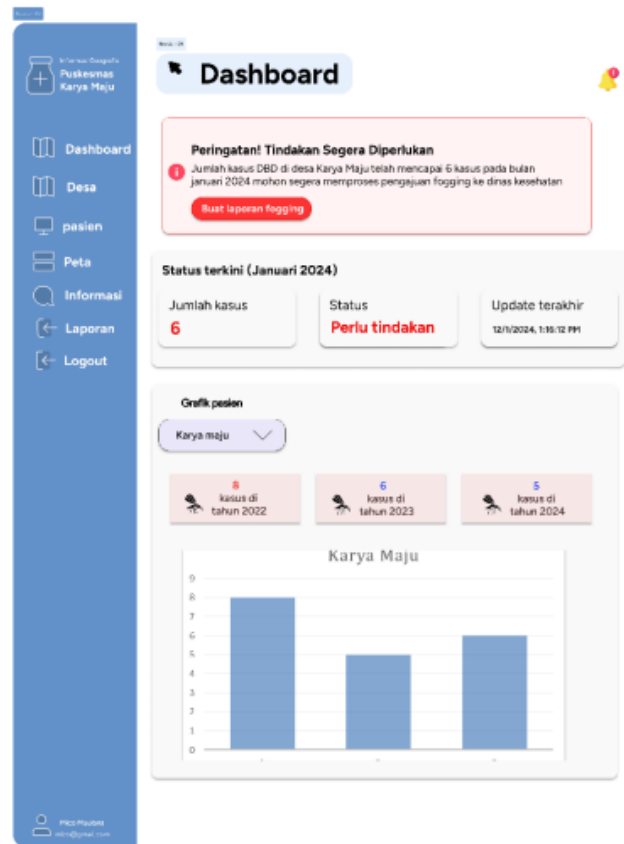 Puskesmas
Karya Maju
Dashboard
Desa
pasien
Peta
Informasi
Laporan
Logout
Dashboard
Peringatan! Tindakan Segera Diperlukan
Jumlah kasus DBD di desa Karya Maju telah mencapai 6 kasus pada bulan
januari 2024 mohon segera memproses pengajuan fogging ke dinas kesehatan
Buat laporan fogging
Status terkini (Januari 2024)
Jumlah kasus
6
Status
Perlu tindakan
Update terakhir
12/1/2024, 1:16:12 PM
Grafik pasien
Karya maju
8
kasus di
tahun 2022
6
kasus di
tahun 2023
5
kasus di
tahun 2024
Karya Maju
9
8
7
6
5
4
3
2
1
0